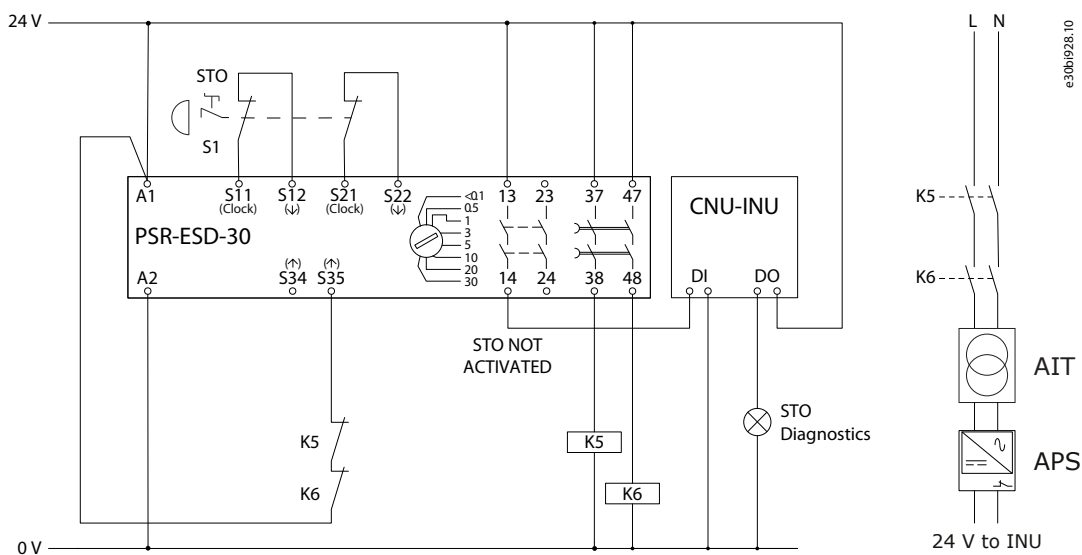 24 V
L N
e30bi928.10
STO
S1
A1
S11
(Clock)
S12
(↓)
S21
(Clock)
S22
(↓)
13
23
37
47
PSR-ESD-30
<0.1
0.5
1
3
5
10
20
30
A2
(↑)
S34
(↑)
S35
14
24
38
48
CNU-INU
DI
DO
STO NOT
ACTIVATED
K5
K6
K5
K6
STO
Diagnostics
0 V
K5
K6
AIT
APS
24 V to INU